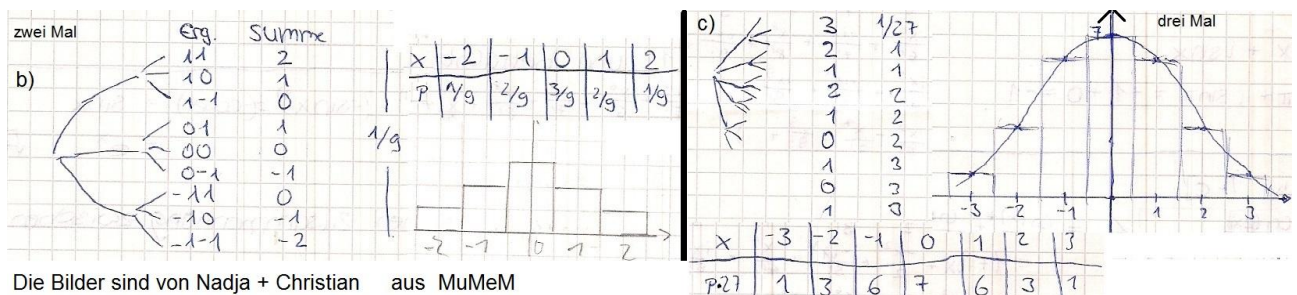 zwei Mal
b)
Erg. Summe
11 2
10 1
1-1 0
01 1
00 0
0-1 -1
-11 0
-10 -1
-1-1 -2
1/9
X -2 -1 0 1 2
P 1/9 2/9 3/9 2/9 1/9
-2 -1 0 1 2
Die Bilder sind von Nadja + Christian aus MuMeM
c)
drei Mal
3 1/27
2 1
1 1
2 2
1 2
0 2
1 3
0 3
1 3
7
-3 -2 -1 1 2 3
X -3 -2 -1 0 1 2 3
P·27 1 3 6 7 6 3 1